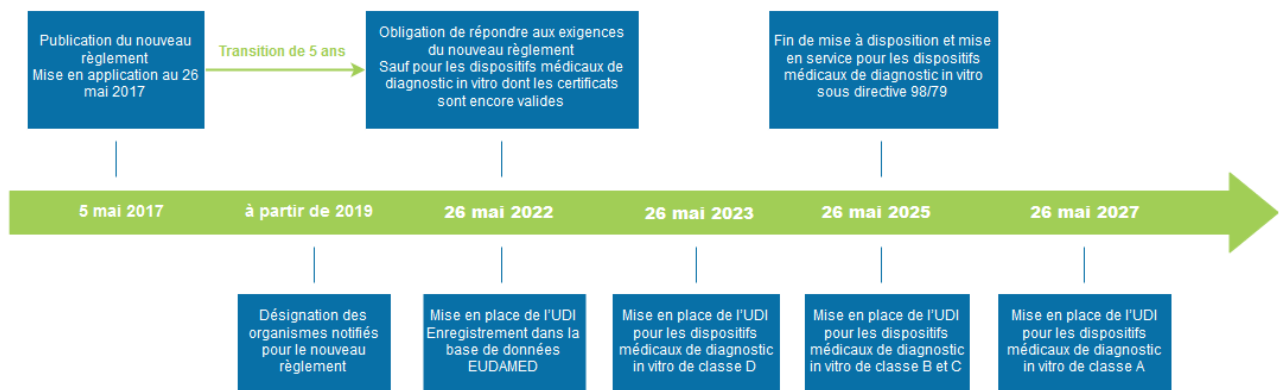 Publication du nouveau
règlement
Mise en application au 26
mai 2017
Transition de 5 ans
Obligation de répondre aux exigences
du nouveau règlement
Sauf pour les dispositifs médicaux de
diagnostic in vitro dont les certificats
sont encore valides
Fin de mise à disposition et mise
en service pour les dispositifs
médicaux de diagnostic in vitro
sous directive 98/79
5 mai 2017
à partir de 2019
26 mai 2022
26 mai 2023
26 mai 2025
26 mai 2027
Désignation des
organismes notifiés
pour le nouveau
règlement
Mise en place de l'UDI
Enregistrement dans la
base de données
EUDAMED
Mise en place de l'UDI
pour les dispositifs
médicaux de diagnostic
in vitro de classe D
Mise en place de l'UDI
pour les dispositifs
médicaux de diagnostic
in vitro de classe B et C
Mise en place de l'UDI
pour les dispositifs
médicaux de diagnostic
in vitro de classe A